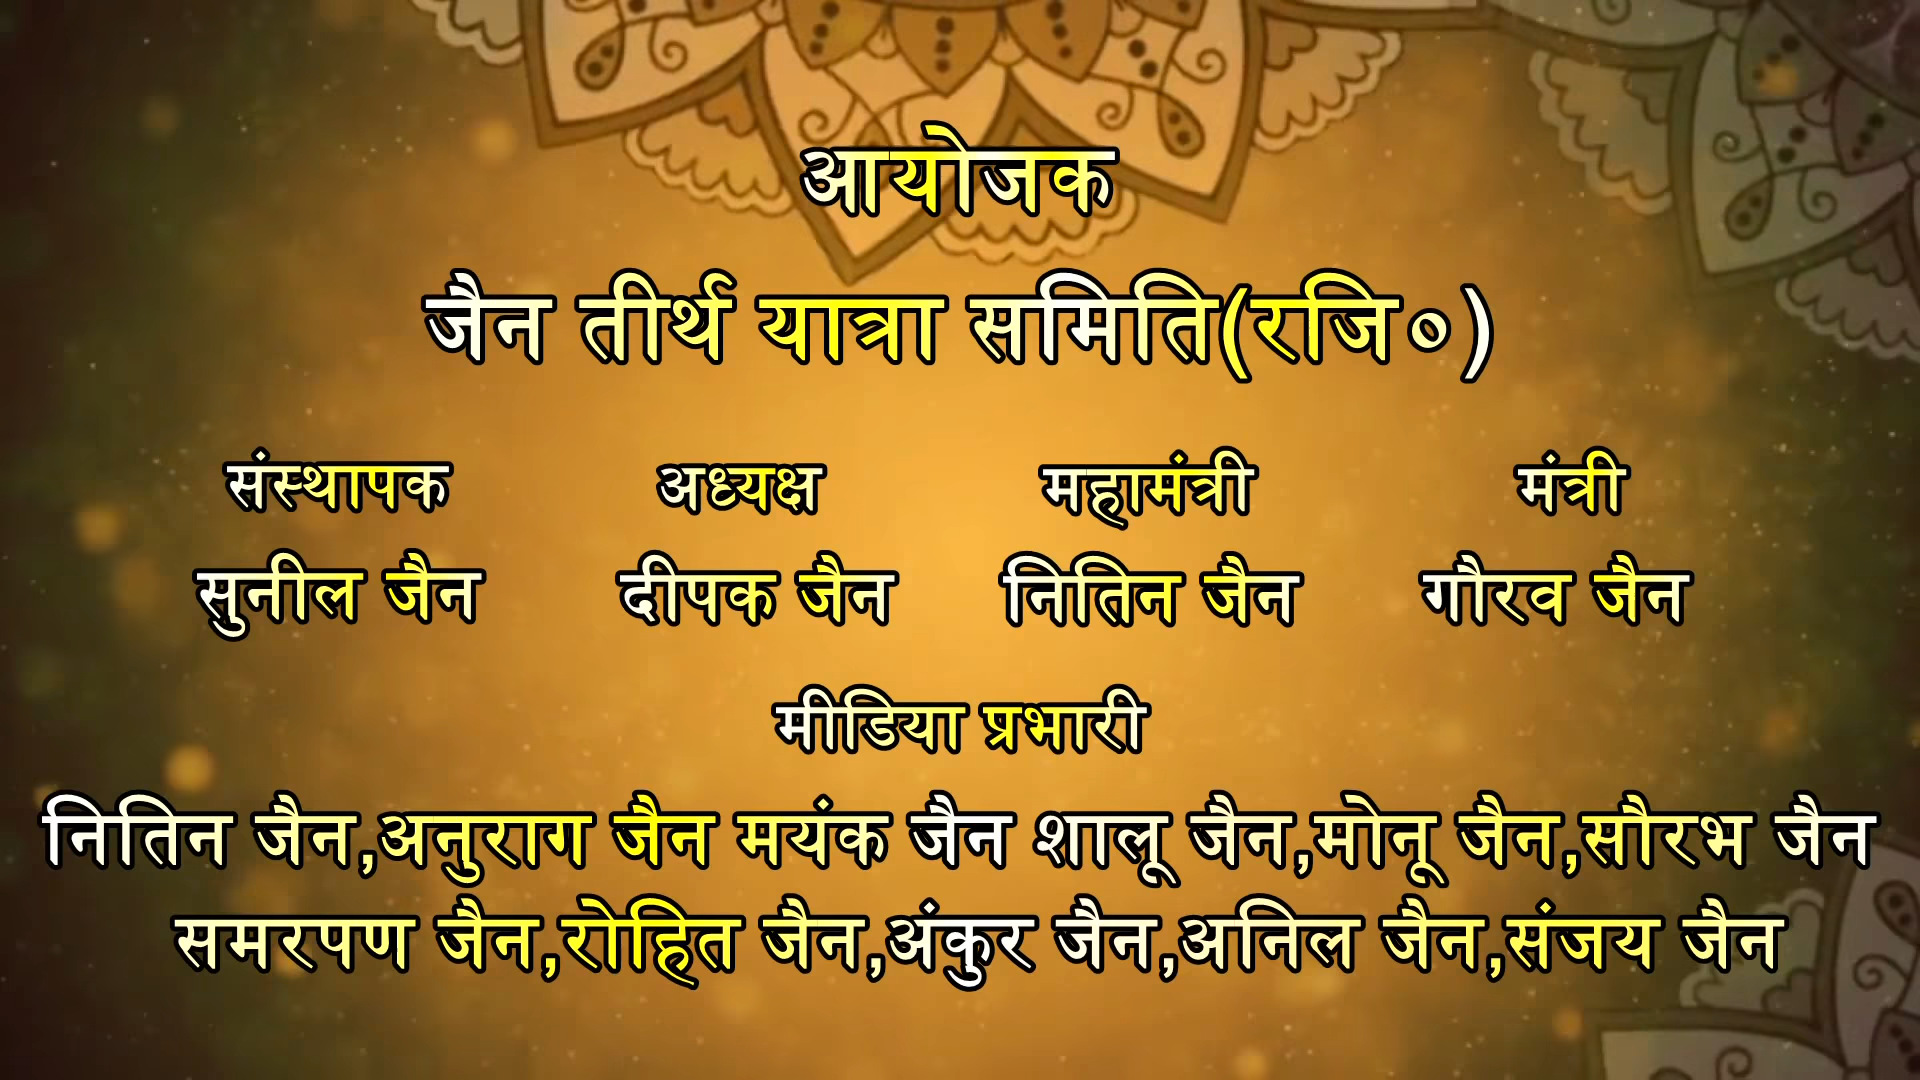 आयोजक
जैन तीर्थ यात्रा समिति(रजि०)
संस्थापक अध्यक्ष महामंत्री मंत्री
सुनील जैन दीपक जैन नितिन जैन गौरव जैन
मीडिया प्रभारी
नितिन जैन,अनुराग जैन मयंक जैन शालू जैन,मोनू जैन,सौरभ जैन
समरपण जैन,रोहित जैन,अंकुर जैन,अनिल जैन,संजय जैन